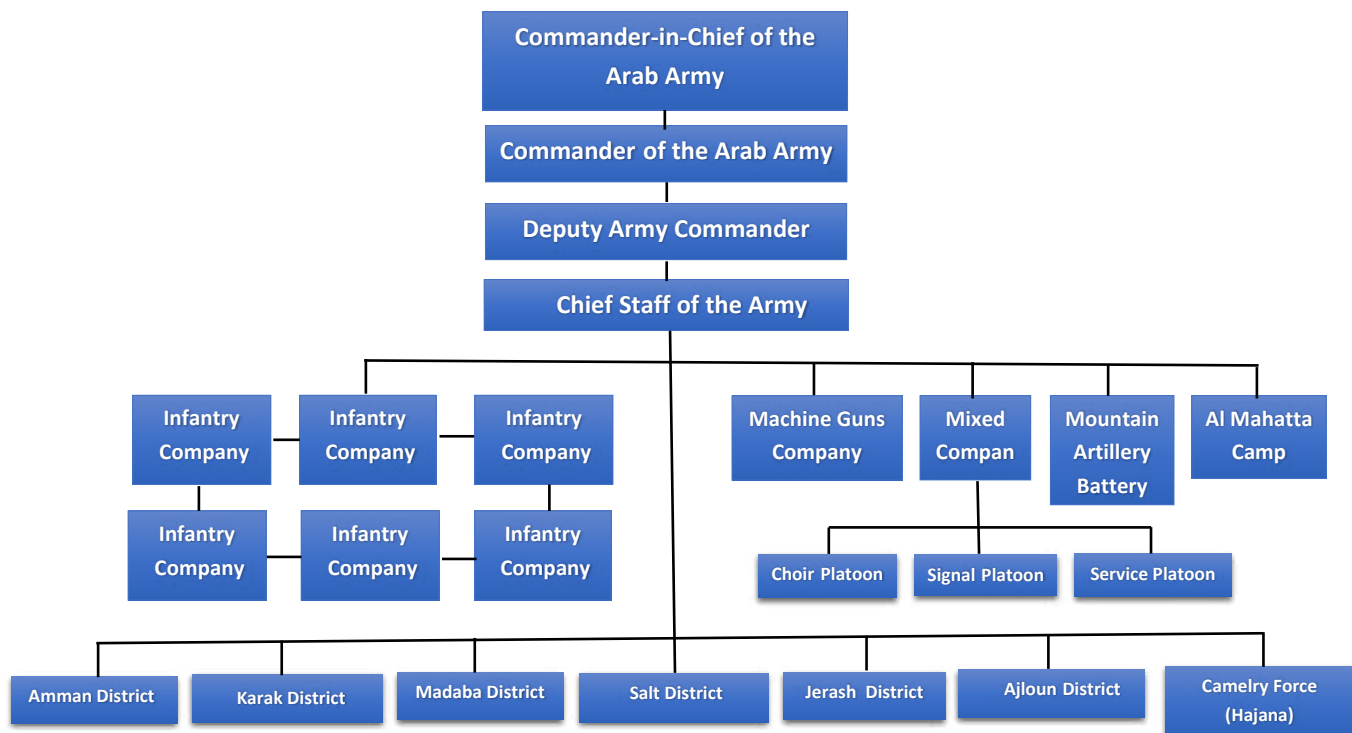 Commander-in-Chief of the
Arab Army
Commander of the Arab Army
Deputy Army Commander
Chief Staff of the Army
Infantry
Company
Infantry
Company
Infantry
Company
Machine Guns
Company
Mixed
Compan
Mountain
Artillery
Battery
Al Mahatta
Camp
Infantry
Company
Infantry
Company
Infantry
Company
Choir Platoon
Signal Platoon
Service Platoon
Amman District
Karak District
Madaba District
Salt District
Jerash District
Ajloun District
Camelry Force
(Hajana)